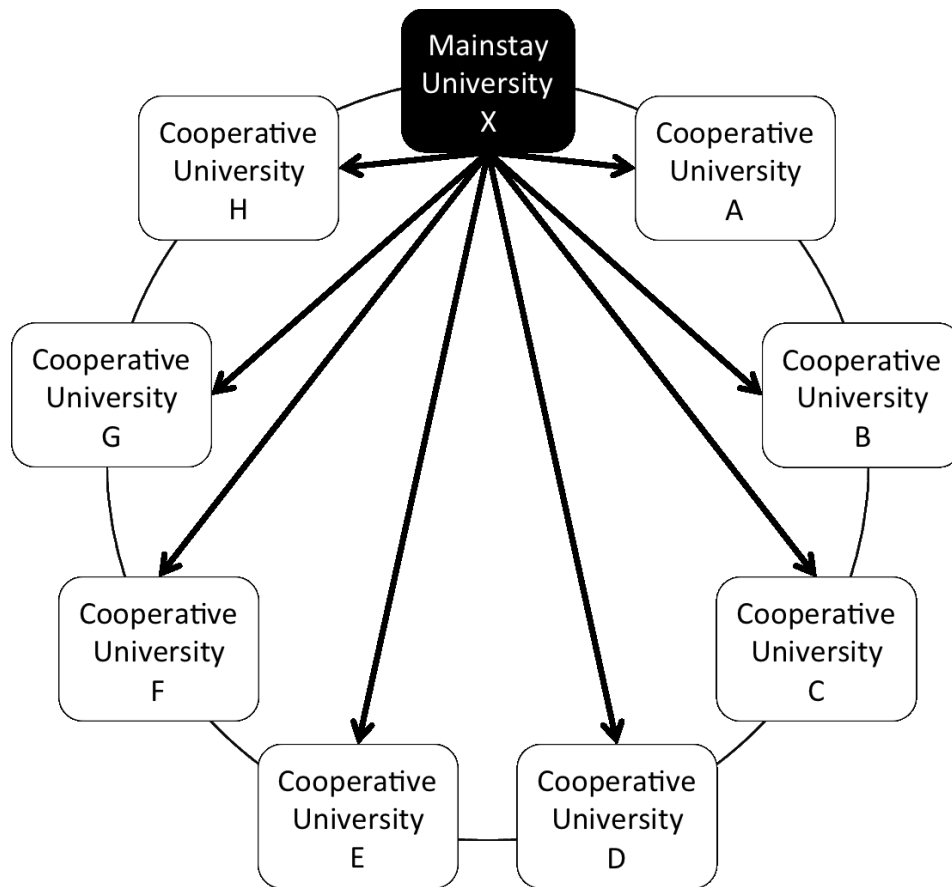 Mainstay
University
X
Cooperative
University
H
Cooperative
University
A
Cooperative
University
G
Cooperative
University
B
Cooperative
University
F
Cooperative
University
C
Cooperative
University
E
Cooperative
University
D